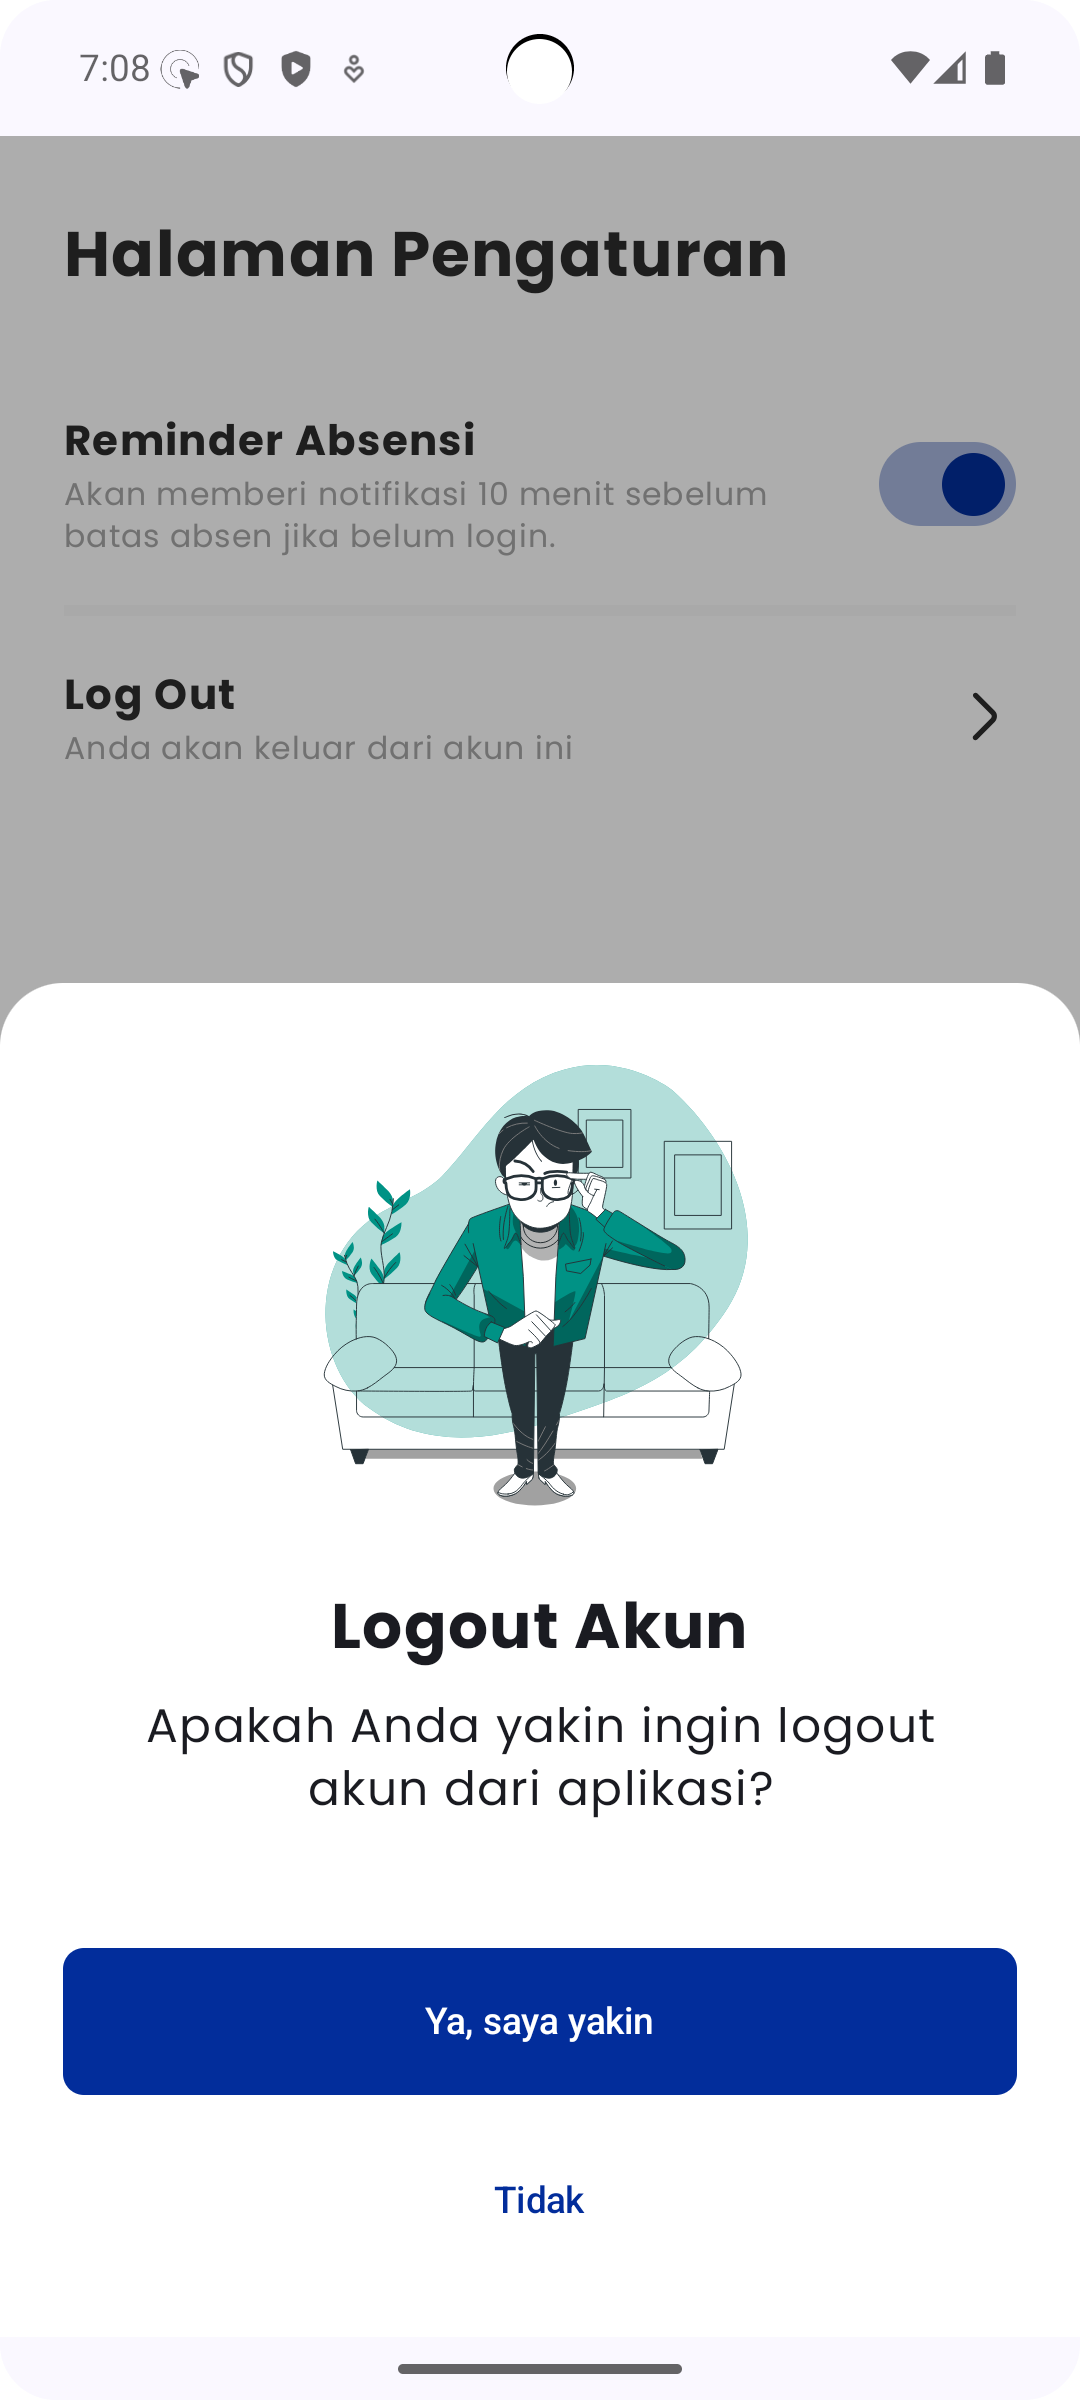 7:08
Halaman Pengaturan
Reminder Absensi
Akan memberi notifikasi 10 menit sebelum
batas absen jika belum login.
Log Out
Anda akan keluar dari akun ini
Logout Akun
Apakah Anda yakin ingin logout
akun dari aplikasi?
Ya, saya yakin
Tidak